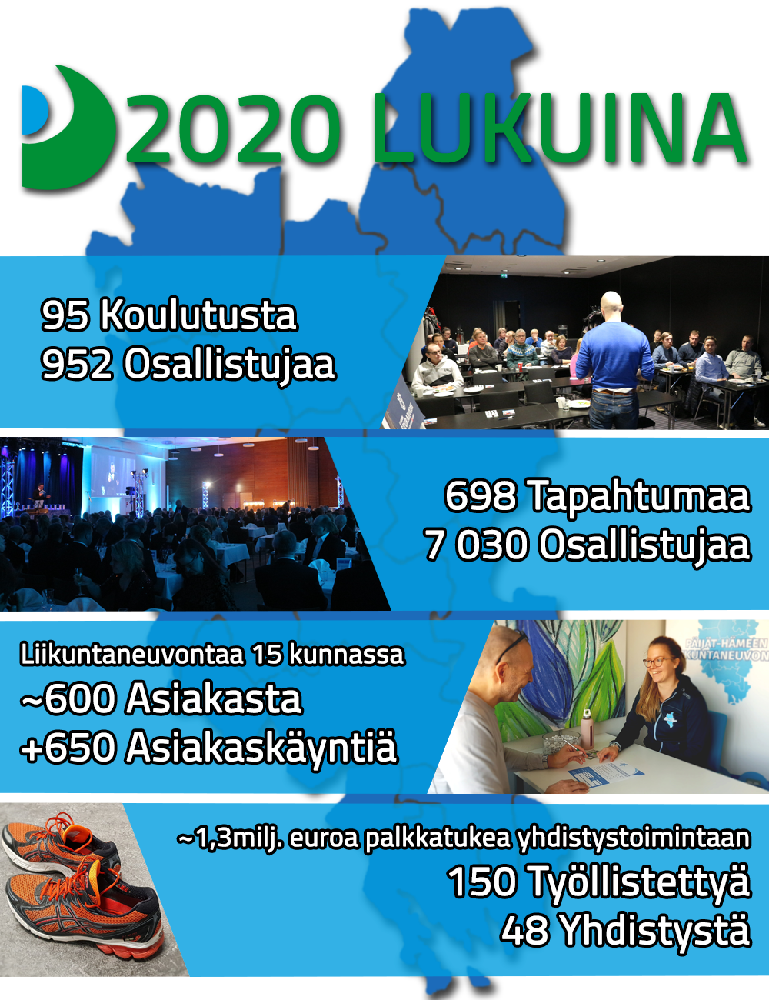 2020 LUKUINA
95 Koulutusta
952 Osallistujaa
698 Tapahtumaa
7 030 Osallistujaa
Liikuntaneuvontaa 15 kunnassa
~600 Asiakasta
+650 Asiakaskäyntiä
PÄIJÄT-HÄMEEN
KUNTANEUVON
~1,3milj. euroa palkkatukea yhdistystoimintaan
150 Työllistettyä
48 Yhdistystä